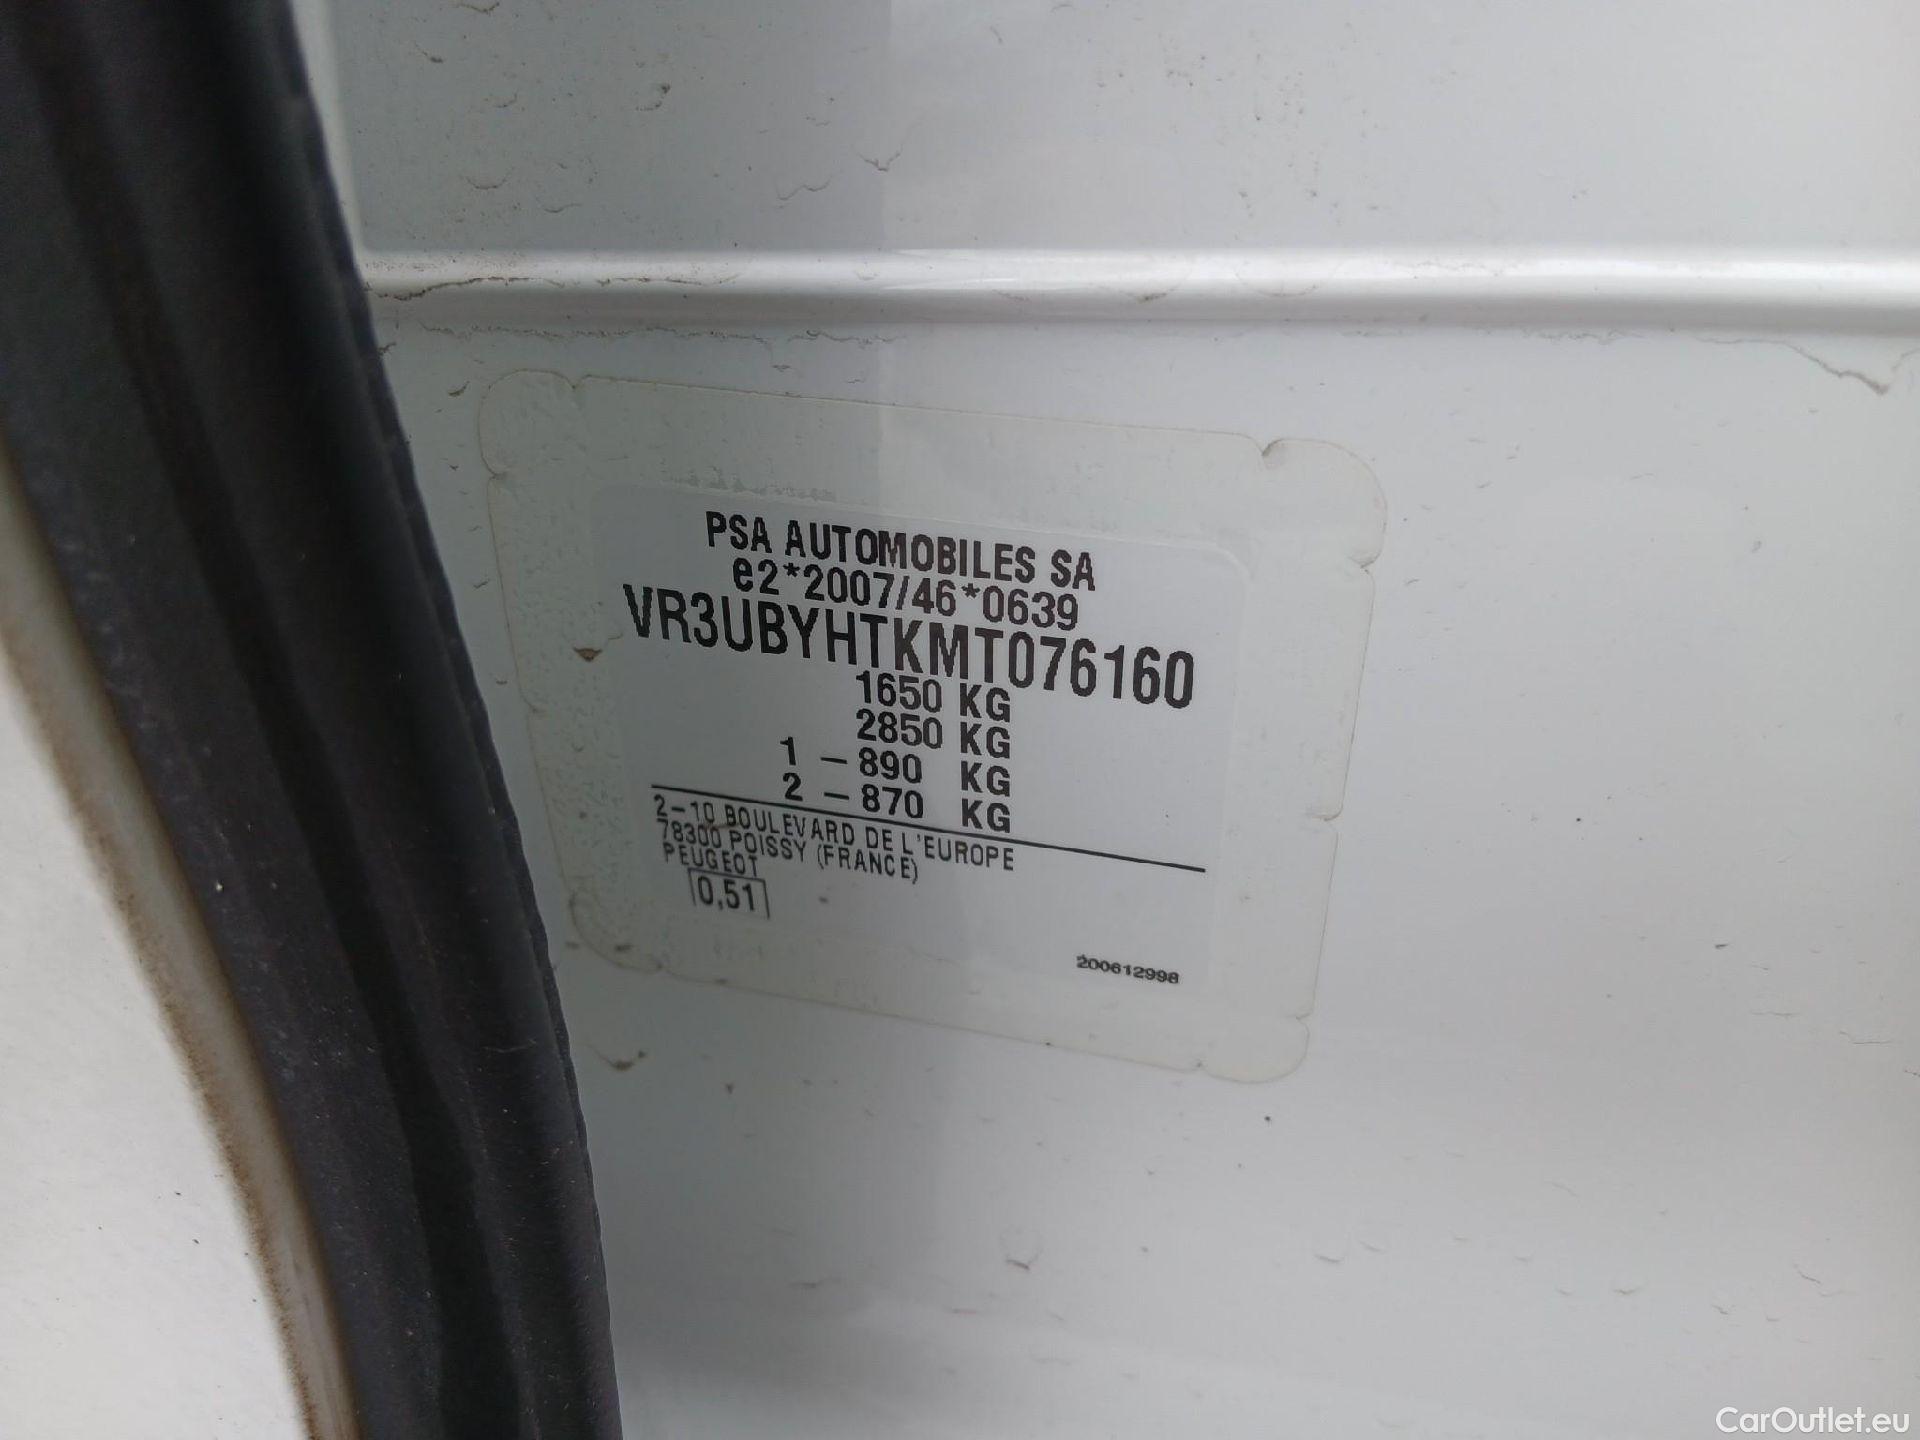 PSA AUTOMOBILES SA
e2*2007/46*0639
VR3UBYHTKMT076160
1650 KG
2850 KG
1 – 890 KG
2 – 870 KG
2–10 BOULEVARD DE L'EUROPE
78300 POISSY (FRANCE)
PEUGEOT
0,51
200612998
CarOutlet.eu